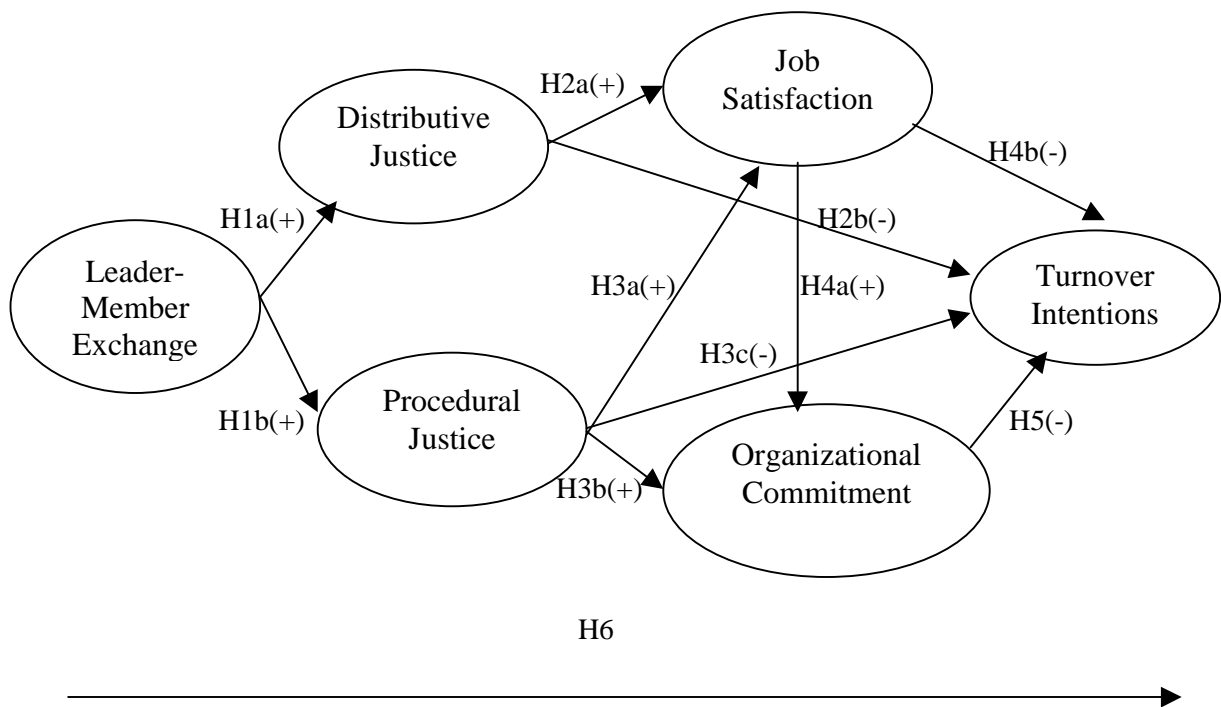 Job
Satisfaction
H2a(+)
Distributive
Justice
H4b(-)
H1a(+)
H2b(-)
Leader-
Member
Exchange
H3a(+)
H4a(+)
Turnover
Intentions
H3c(-)
Procedural
Justice
H1b(+)
H5(-)
Organizational
Commitment
H3b(+)
H6